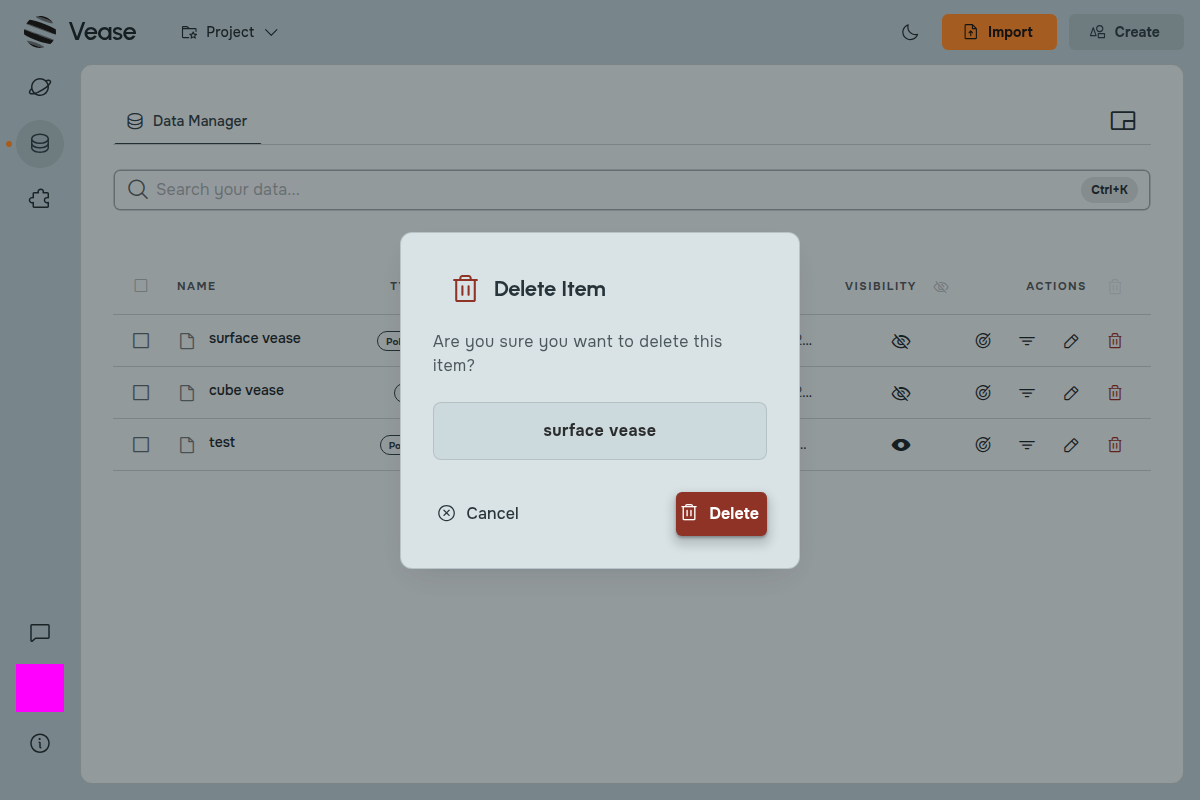 Vease
Project
Import
Create
Data Manager
Search your data...
Ctrl+K
NAME
VISIBILITY
ACTIONS
surface vease
cube vease
test
Delete Item
Are you sure you want to delete this
item?
surface vease
Cancel
Delete